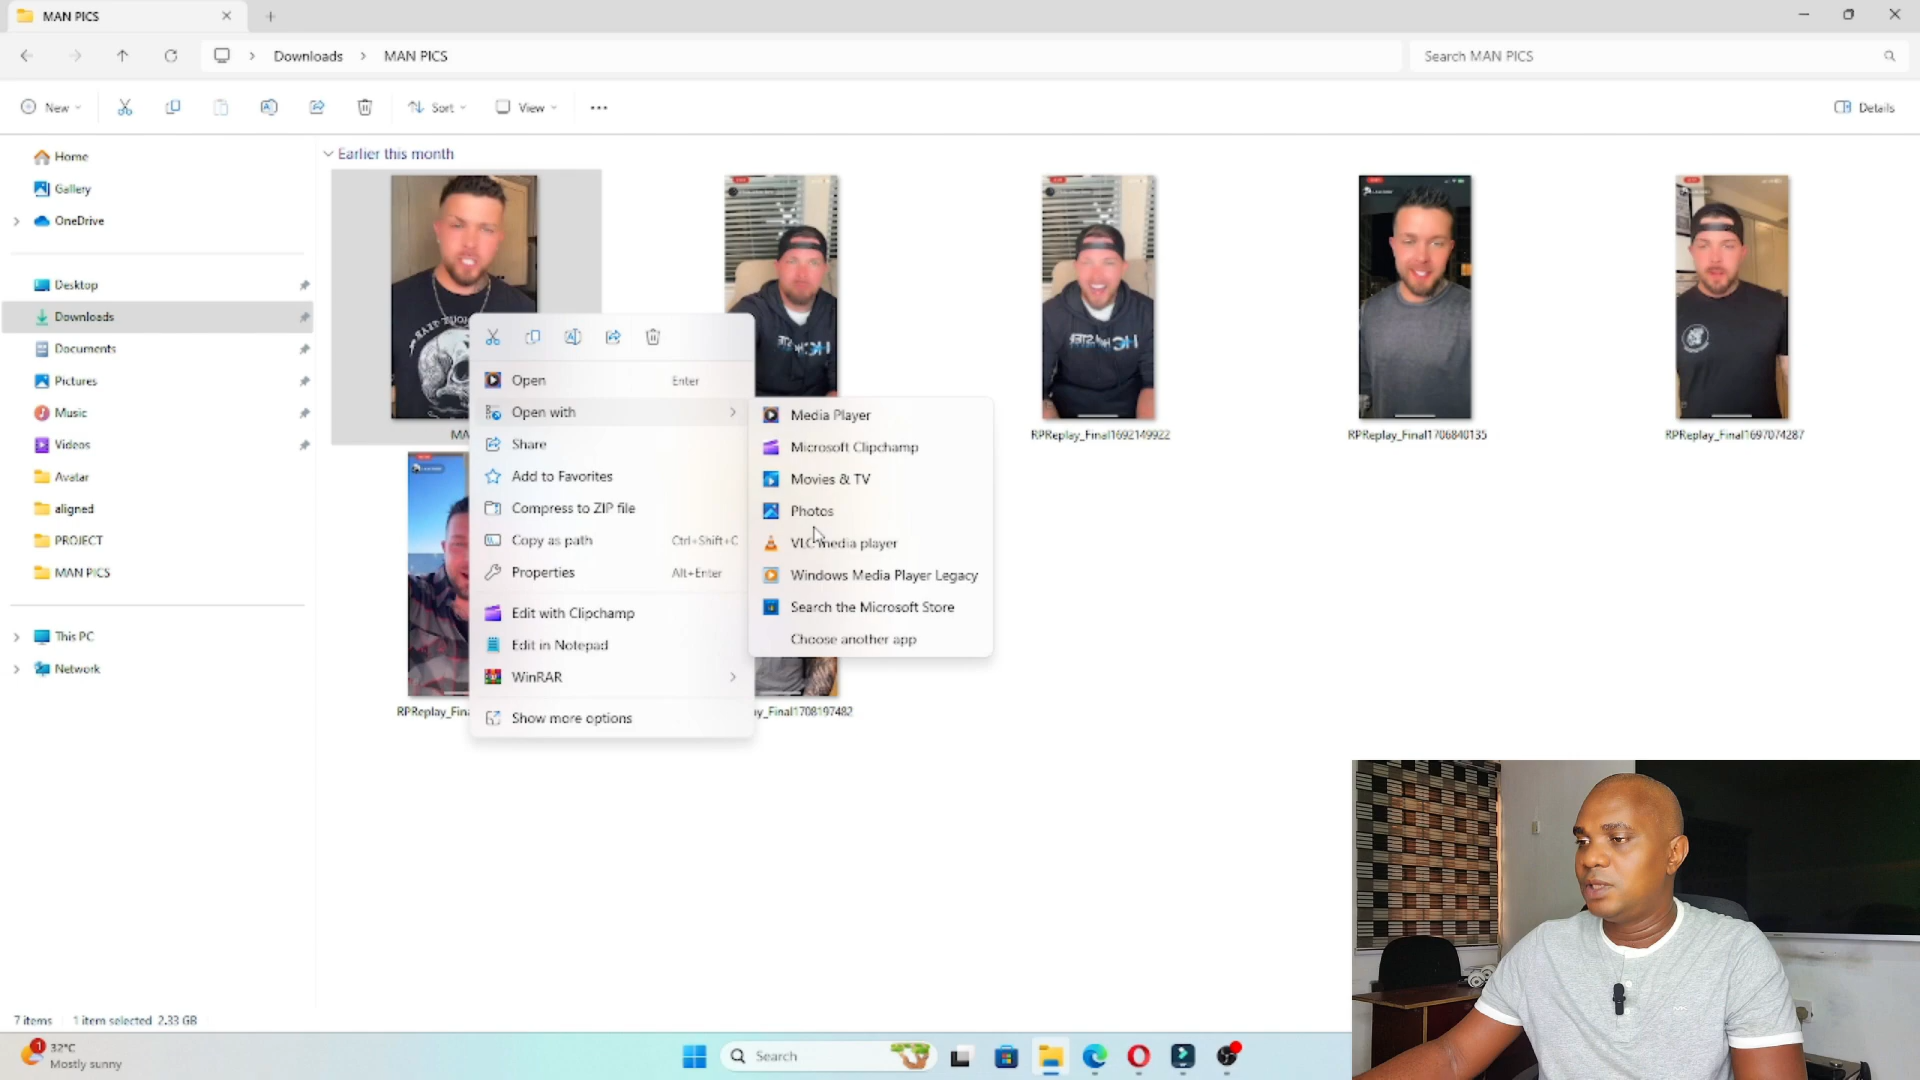 MAN PICS
Downloads
MAN PICS
Search MAN PICS
New
Sort
View
Details
Home
Gallery
OneDrive
Desktop
Downloads
Documents
Pictures
Music
Videos
Avatar
aligned
PROJECT
MAN PICS
This PC
Network
Earlier this month
MA
RPReplay_Final1692149922
RPReplay_Final1706840135
RPReplay_Final1697074287
RPReplay_Fina
y_Final1708197482
Open Enter
Open with
Share
Add to Favorites
Compress to ZIP file
Copy as path Ctrl+Shift+C
Properties Alt+Enter
Edit with Clipchamp
Edit in Notepad
WinRAR
Show more options
Media Player
Microsoft Clipchamp
Movies & TV
Photos
VLC media player
Windows Media Player Legacy
Search the Microsoft Store
Choose another app
7 items 1 item selected 2.33 GB
1
32°C
Mostly sunny
Search